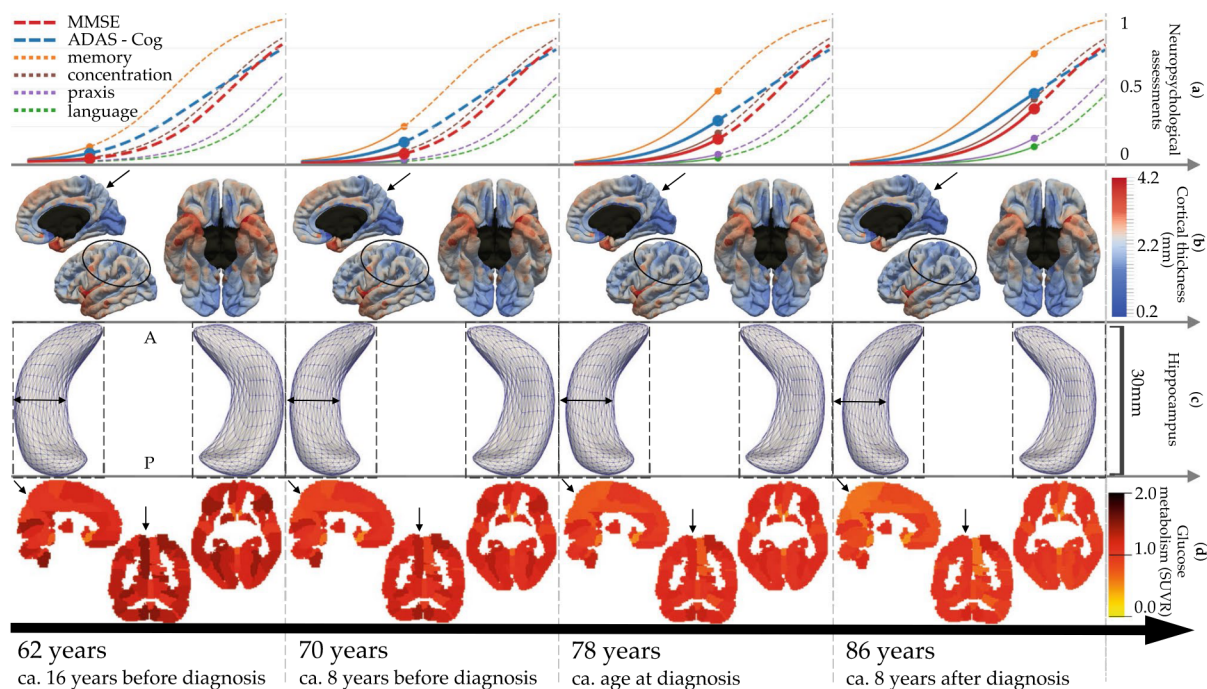 MMSE
ADAS - Cog
memory
concentration
praxis
language
1
0.5
0
Neuropsychological
assessments
(a)
4.2
2.2
0.2
Cortical thickness
(mm)
(b)
A
P
30mm
Hippocampus
(c)
2.0
1.0
0.0
Glucose
metabolism (SUVR)
(d)
62 years
ca. 16 years before diagnosis
70 years
ca. 8 years before diagnosis
78 years
ca. age at diagnosis
86 years
ca. 8 years after diagnosis